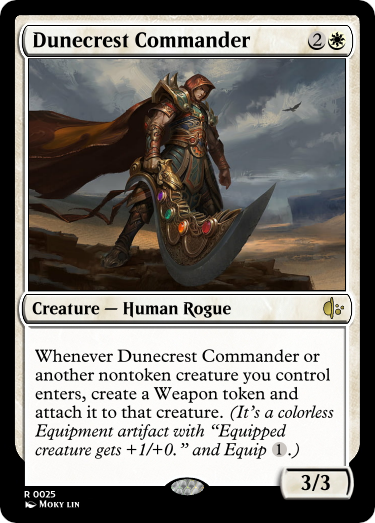 Dunecrest Commander 2
Creature — Human Rogue
Whenever Dunecrest Commander or
another nontoken creature you control
enters, create a Weapon token and
attach it to that creature. (It's a colorless
Equipment artifact with “Equipped
creature gets +1/+0.” and Equip 1.)
3/3
R 0025
Moky Lin